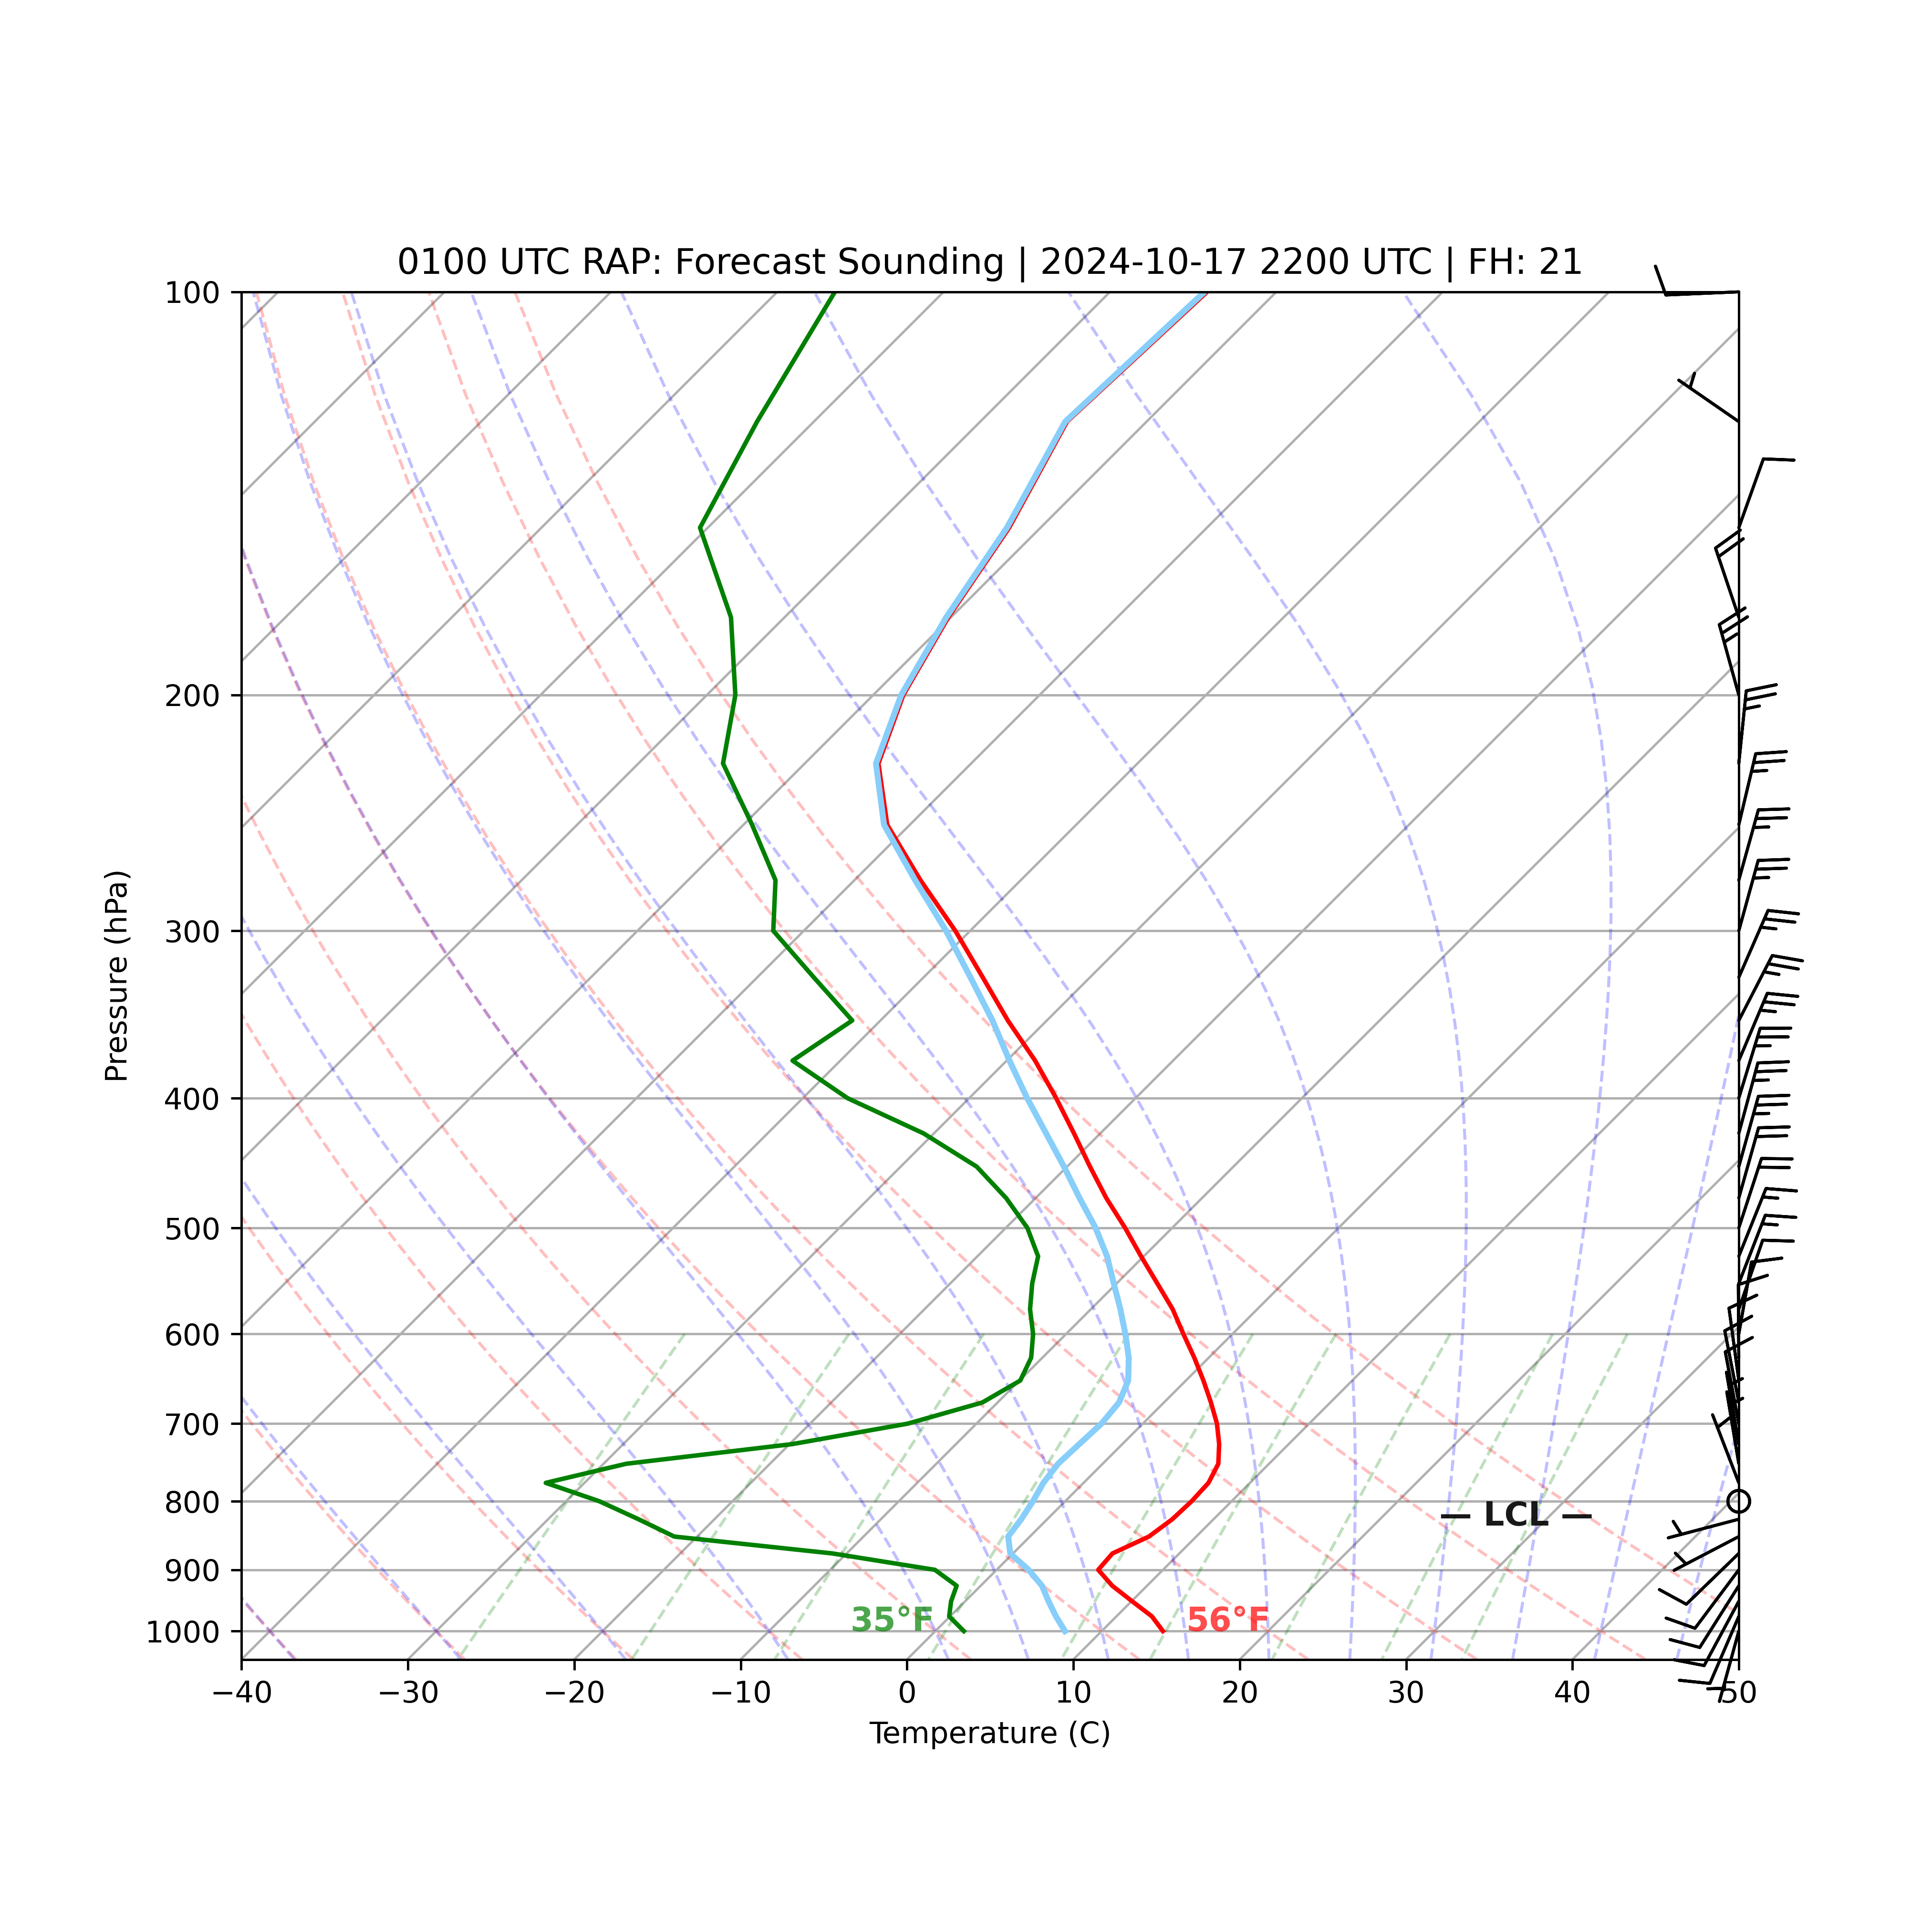 0100 UTC RAP: Forecast Sounding | 2024-10-17 2200 UTC | FH: 21
100
200
300
400
500
600
700
800
900
1000
Pressure (hPa)
— LCL —
35°F
56°F
−40 −30 −20 −10 0 10 20 30 40 50
Temperature (C)